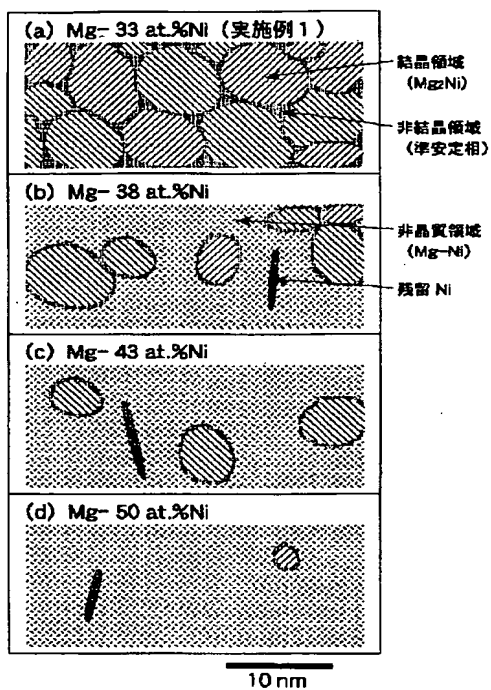 (a) Mg- 33 at.%Ni (実施例1)
結晶領域
(Mg₂Ni)
非結晶領域
(準安定相)
(b) Mg- 38 at.%Ni
非晶質領域
(Mg-Ni)
残留 Ni
(c) Mg- 43 at.%Ni
(d) Mg- 50 at.%Ni
10 nm